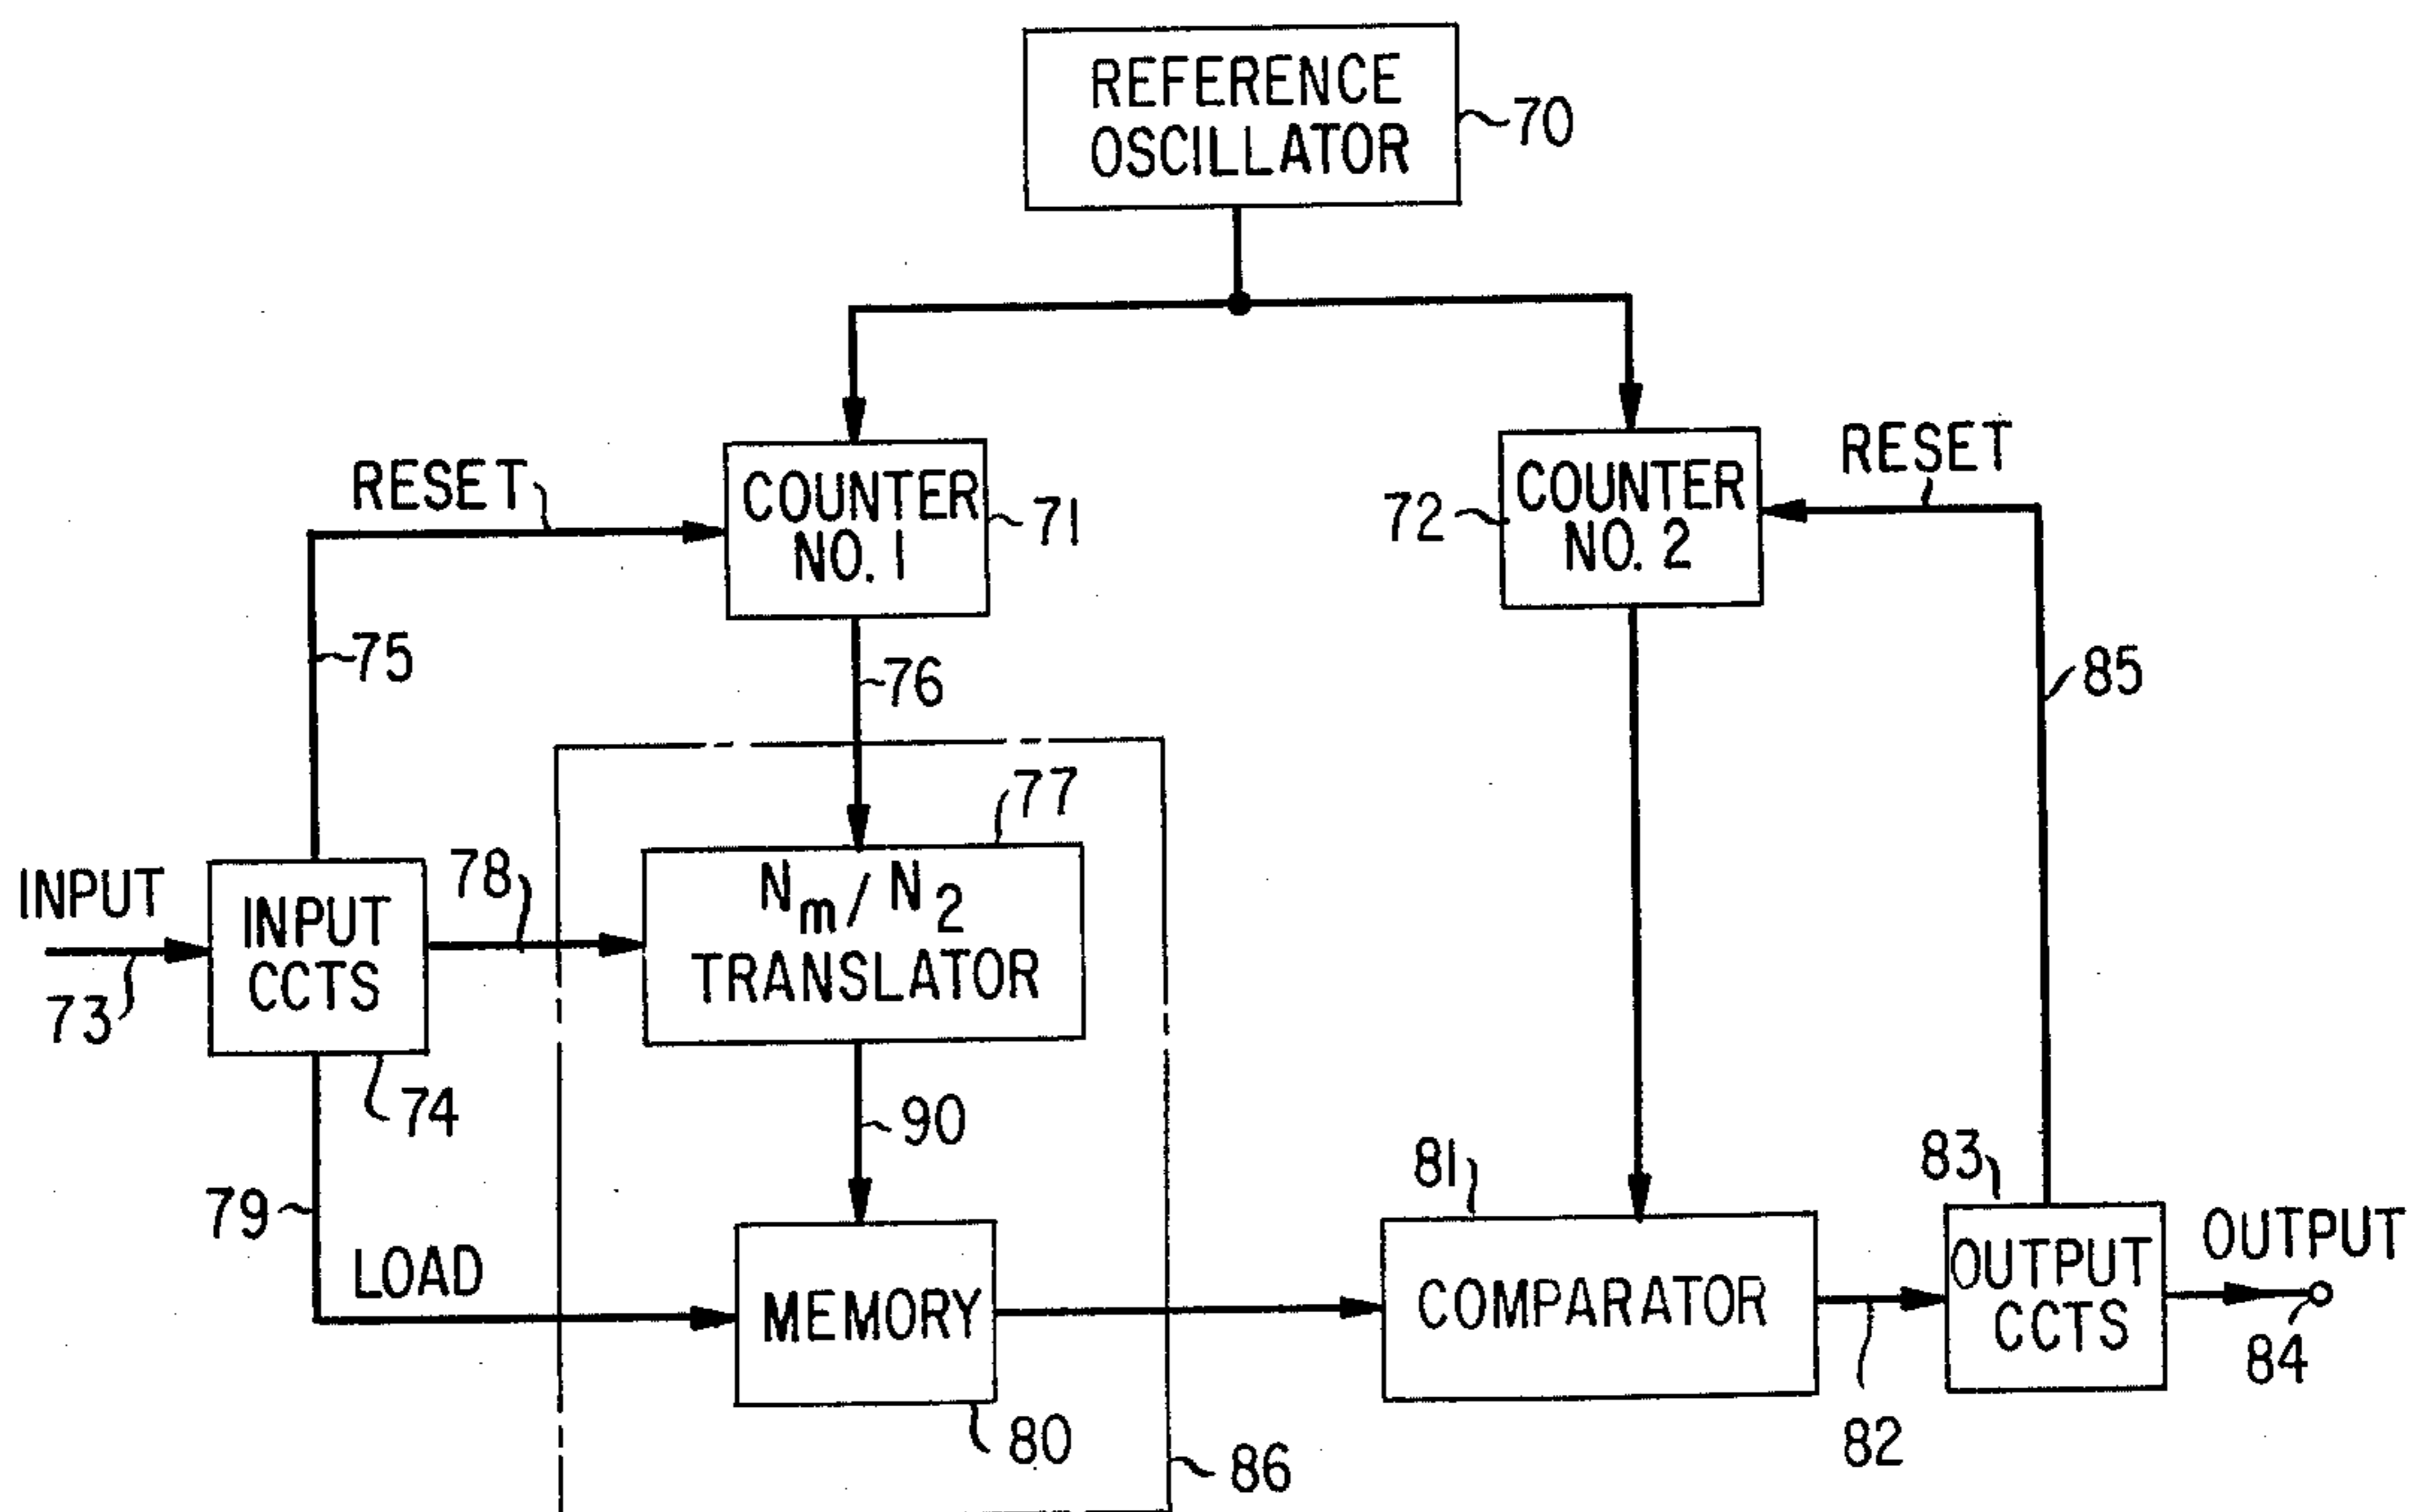 REFERENCE
OSCILLATOR
70
RESET
COUNTER
NO. 1
71
72
COUNTER
NO. 2
RESET
75
76
85
77
78
INPUT
73
INPUT
CCTS
74
Nm/N2
TRANSLATOR
90
79
LOAD
MEMORY
80
86
81
COMPARATOR
82
83
OUTPUT
CCTS
OUTPUT
84